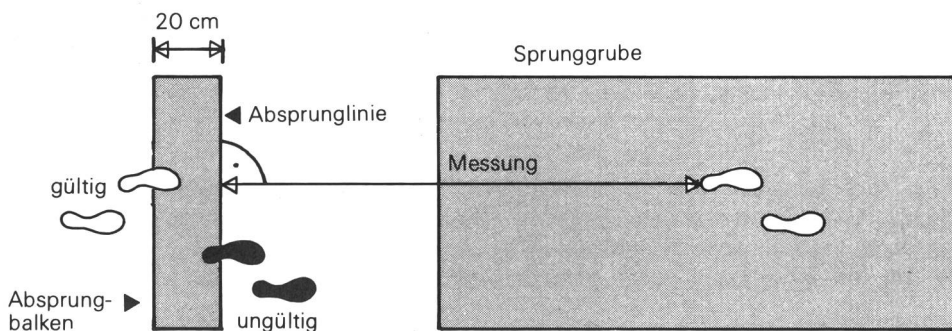 20 cm
Sprunggrube
Absprunglinie
Messung
gültig
Absprung-
balken
ungültig